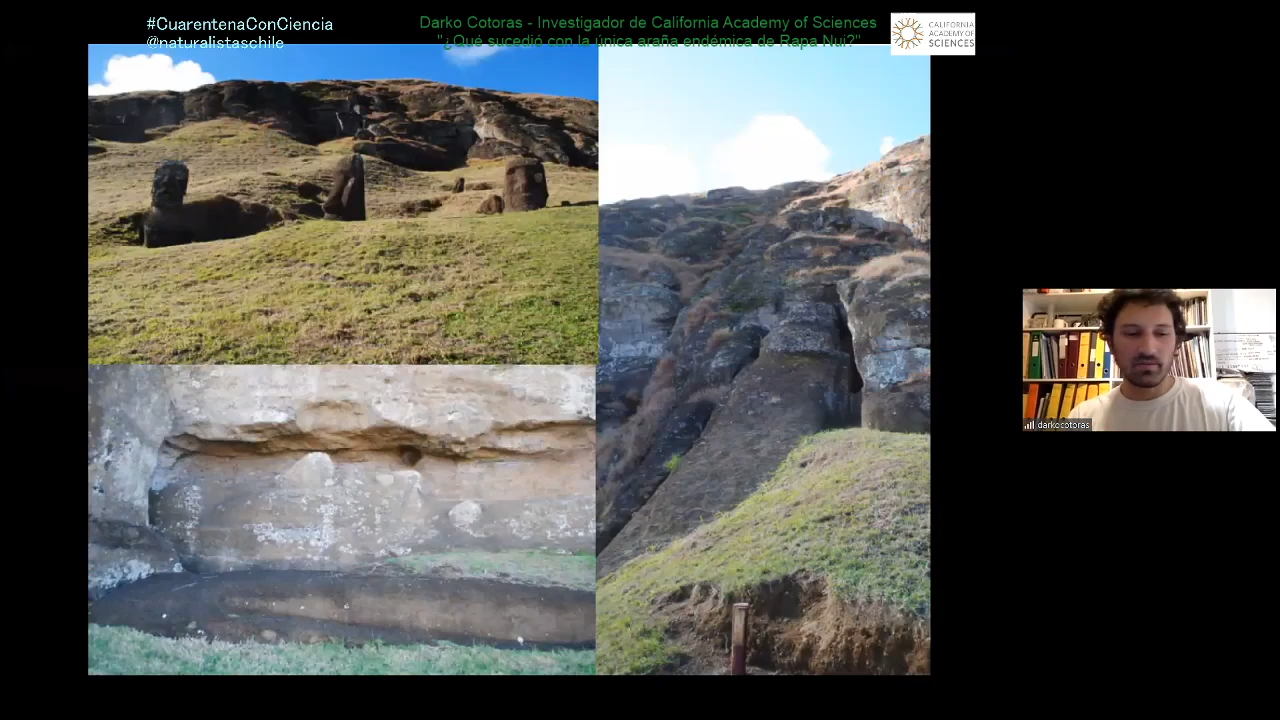 #CuarentenaConCiencia
@naturalistaschile
Darko Cotoras - Investigador de California Academy of Sciences
"¿Qué sucedió con la única araña endémica de Rapa Nui?"
CALIFORNIA
ACADEMY OF
SCIENCES
darkocotoras